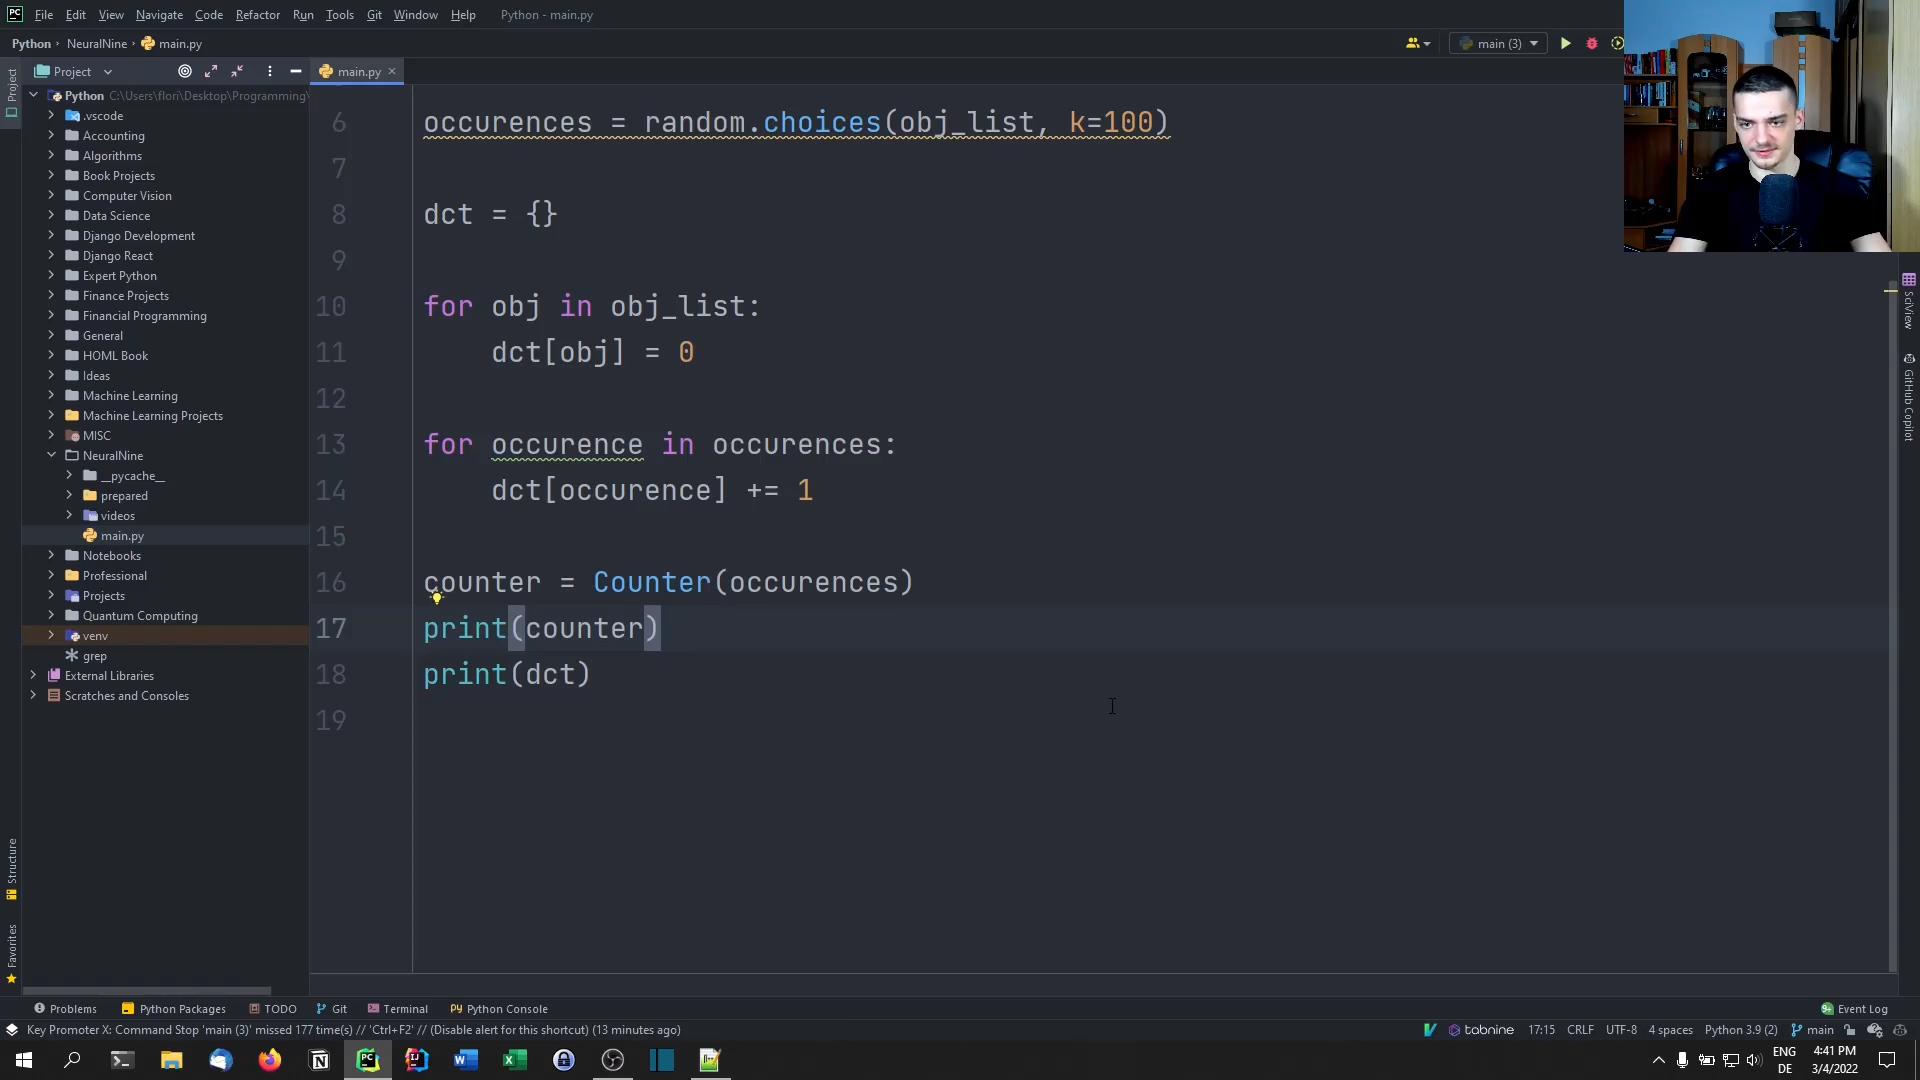 File Edit View Navigate Code Refactor Run Tools Git Window Help Python - main.py
Python NeuralNine main.py
main (3)
Project
Project
main.py
Python C:\Users\flori\Desktop\Programming\
.vscode
Accounting
Algorithms
Book Projects
Computer Vision
Data Science
Django Development
Django React
Expert Python
Finance Projects
Financial Programming
General
HOML Book
Ideas
Machine Learning
Machine Learning Projects
MISC
NeuralNine
__pycache__
prepared
videos
main.py
Notebooks
Professional
Projects
Quantum Computing
venv
grep
External Libraries
Scratches and Consoles
6 occurences = random.choices(obj_list, k=100)
7
8 dct = {}
9
10 for obj in obj_list:
11 dct[obj] = 0
12
13 for occurence in occurences:
14 dct[occurence] += 1
15
16 counter = Counter(occurences)
17 print(counter)
18 print(dct)
19
SciView
GitHub Copilot
Structure
Favorites
Problems Python Packages TODO Git Terminal Python Console Event Log
Key Promoter X: Command Stop 'main (3)' missed 177 time(s) // 'Ctrl+F2' // (Disable alert for this shortcut) (13 minutes ago) tabnine 17:15 CRLF UTF-8 4 spaces Python 3.9 (2) main
ENG 4:41 PM
DE 3/4/2022